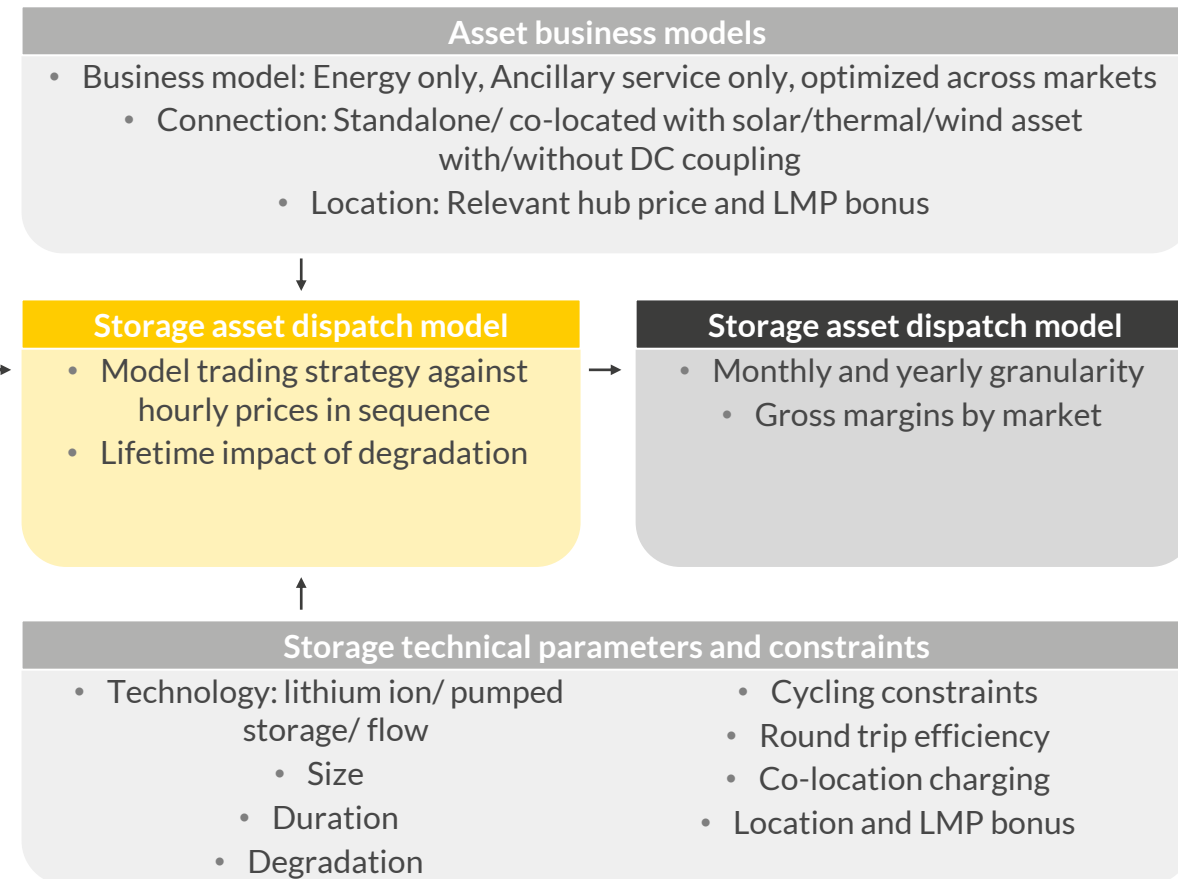 Asset business models
• Business model: Energy only, Ancillary service only, optimized across markets
• Connection: Standalone/ co-located with solar/thermal/wind asset
with/without DC coupling
• Location: Relevant hub price and LMP bonus
Storage asset dispatch model
• Model trading strategy against
hourly prices in sequence
• Lifetime impact of degradation
Storage asset dispatch model
• Monthly and yearly granularity
• Gross margins by market
Storage technical parameters and constraints
• Technology: lithium ion/ pumped
storage/ flow
• Size
• Duration
• Degradation
• Cycling constraints
• Round trip efficiency
• Co-location charging
• Location and LMP bonus